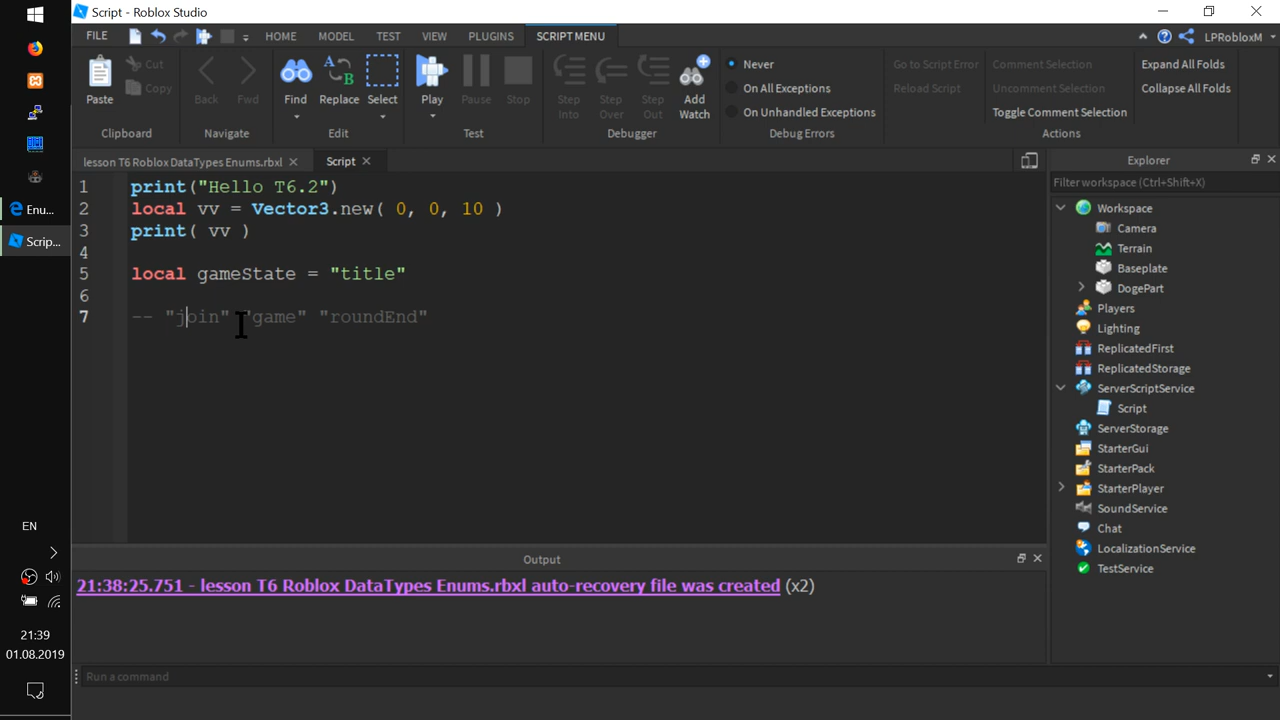 Script - Roblox Studio
FILE HOME MODEL TEST VIEW PLUGINS SCRIPT MENU LPRobloxM
Paste Cut Copy Back Fwd Find Replace Select Play Pause Stop Step Into Step Over Step Out Add Watch
Never
On All Exceptions
On Unhandled Exceptions
Go to Script Error
Reload Script
Comment Selection
Uncomment Selection
Toggle Comment Selection
Expand All Folds
Collapse All Folds
Clipboard Navigate Edit Test Debugger Debug Errors Actions
lesson T6 Roblox DataTypes Enums.rbxl Script
1 print("Hello T6.2")
2 local vv = Vector3.new( 0, 0, 10 )
3 print( vv )
4
5 local gameState = "title"
6
7 -- "join" "game" "roundEnd"
Explorer
Filter workspace (Ctrl+Shift+X)
Workspace
Camera
Terrain
Baseplate
DogePart
Players
Lighting
ReplicatedFirst
ReplicatedStorage
ServerScriptService
Script
ServerStorage
StarterGui
StarterPack
StarterPlayer
SoundService
Chat
LocalizationService
TestService
Output
21:38:25.751 - lesson T6 Roblox DataTypes Enums.rbxl auto-recovery file was created (x2)
Run a command
Enu...
Scrip...
EN
21:39
01.08.2019